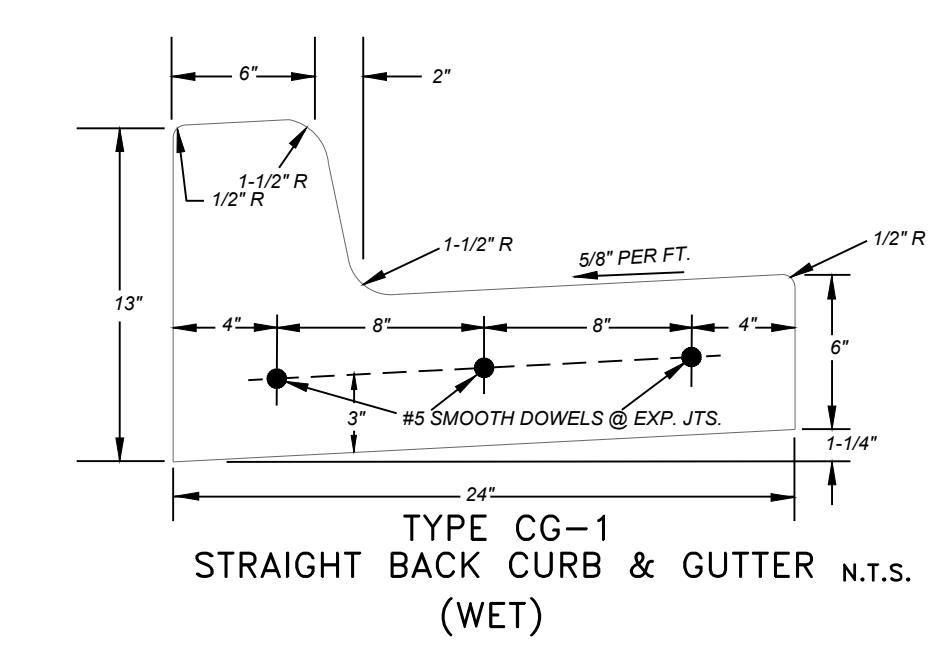 6"
2"
1-1/2" R
1/2" R
1-1/2" R
5/8" PER FT.
1/2" R
13"
4"
8"
8"
4"
6"
3"
#5 SMOOTH DOWELS @ EXP. JTS.
1-1/4"
24"
TYPE CG-1
STRAIGHT BACK CURB & GUTTER N.T.S.
(WET)